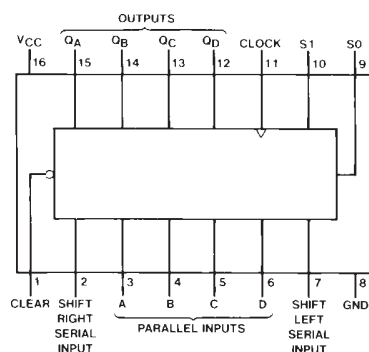 OUTPUTS
VCC QA QB QC QD CLOCK S1 S0
16 15 14 13 12 11 10 9
1 2 3 4 5 6 7 8
CLEAR SHIFT A B C D SHIFT GND
RIGHT LEFT
SERIAL PARALLEL INPUTS SERIAL
INPUT INPUT